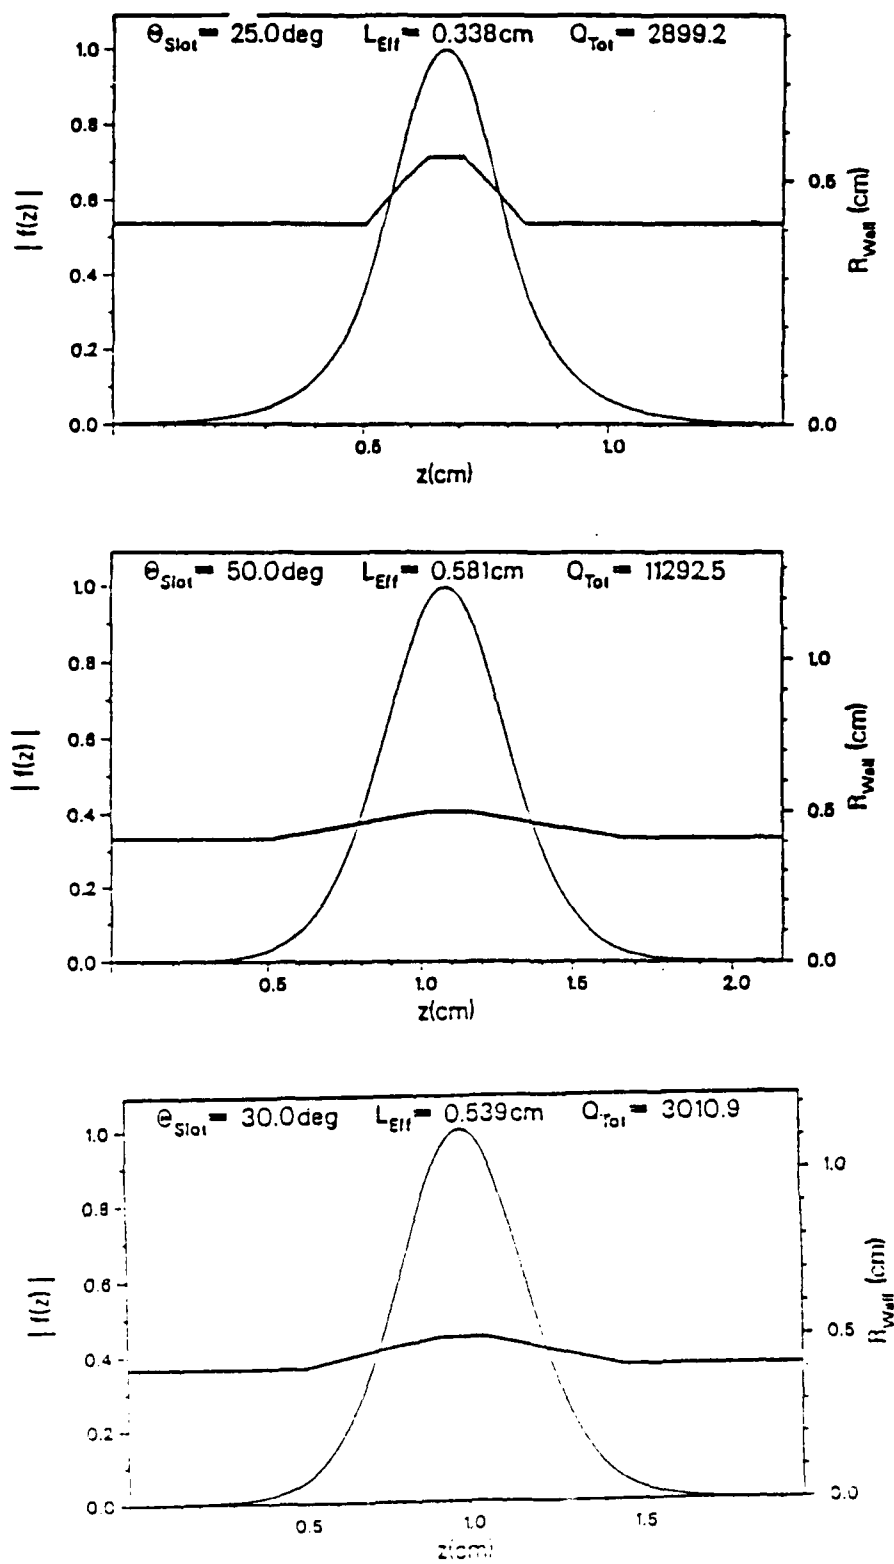 Θ_Slot = 25.0deg L_Eff = 0.338cm Q_Tot = 2899.2
1.0
0.8
0.6
0.4
0.2
0.0
| f(z) |
0.5
0.0
R_Wall (cm)
0.5 1.0
z(cm)
Θ_Slot = 50.0deg L_Eff = 0.581cm Q_Tot = 11292.5
1.0
0.8
0.6
0.4
0.2
0.0
| f(z) |
1.0
0.5
0.0
R_Wall (cm)
0.5 1.0 1.5 2.0
z(cm)
Θ_Slot = 30.0deg L_Eff = 0.539cm Q_Tot = 3010.9
1.0
0.8
0.6
0.4
0.2
0.0
| f(z) |
1.0
0.5
0.0
R_Wall (cm)
0.5 1.0 1.5
z(cm)